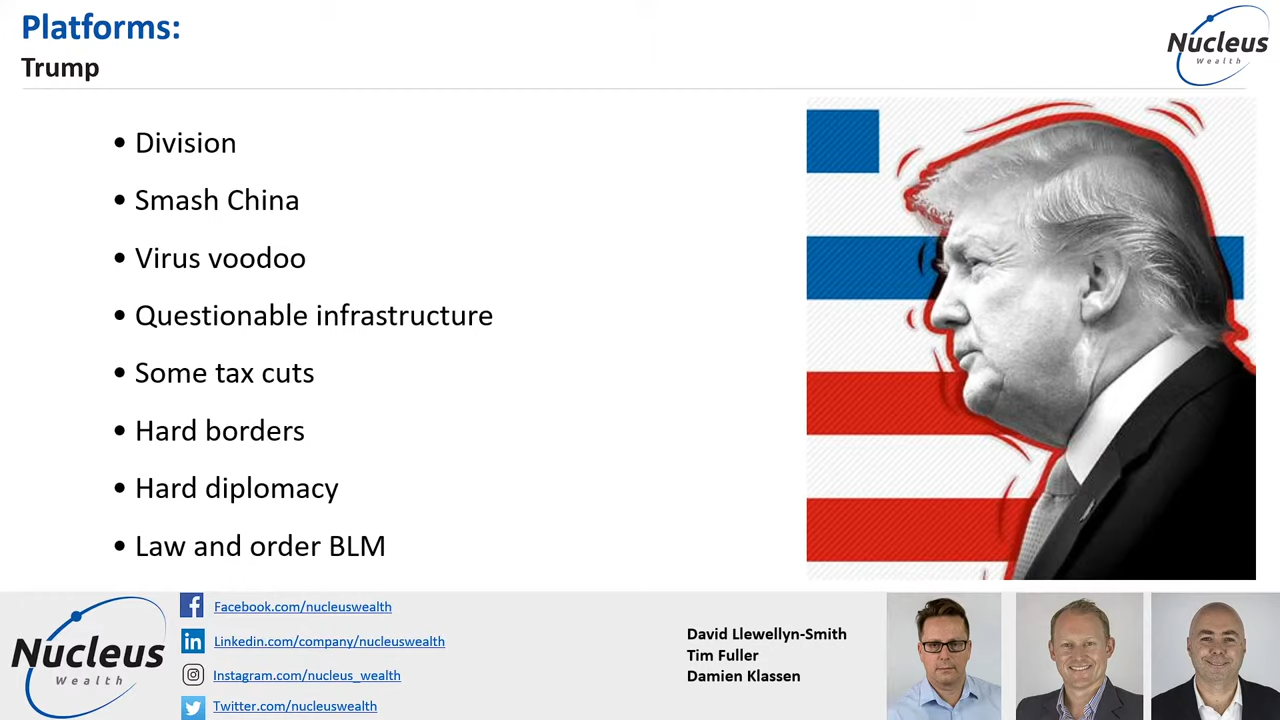 Platforms:
Trump
Nucleus
Wealth
• Division
• Smash China
• Virus voodoo
• Questionable infrastructure
• Some tax cuts
• Hard borders
• Hard diplomacy
• Law and order BLM
Nucleus
Wealth
Facebook.com/nucleuswealth
Linkedin.com/company/nucleuswealth
Instagram.com/nucleus_wealth
Twitter.com/nucleuswealth
David Llewellyn-Smith
Tim Fuller
Damien Klassen